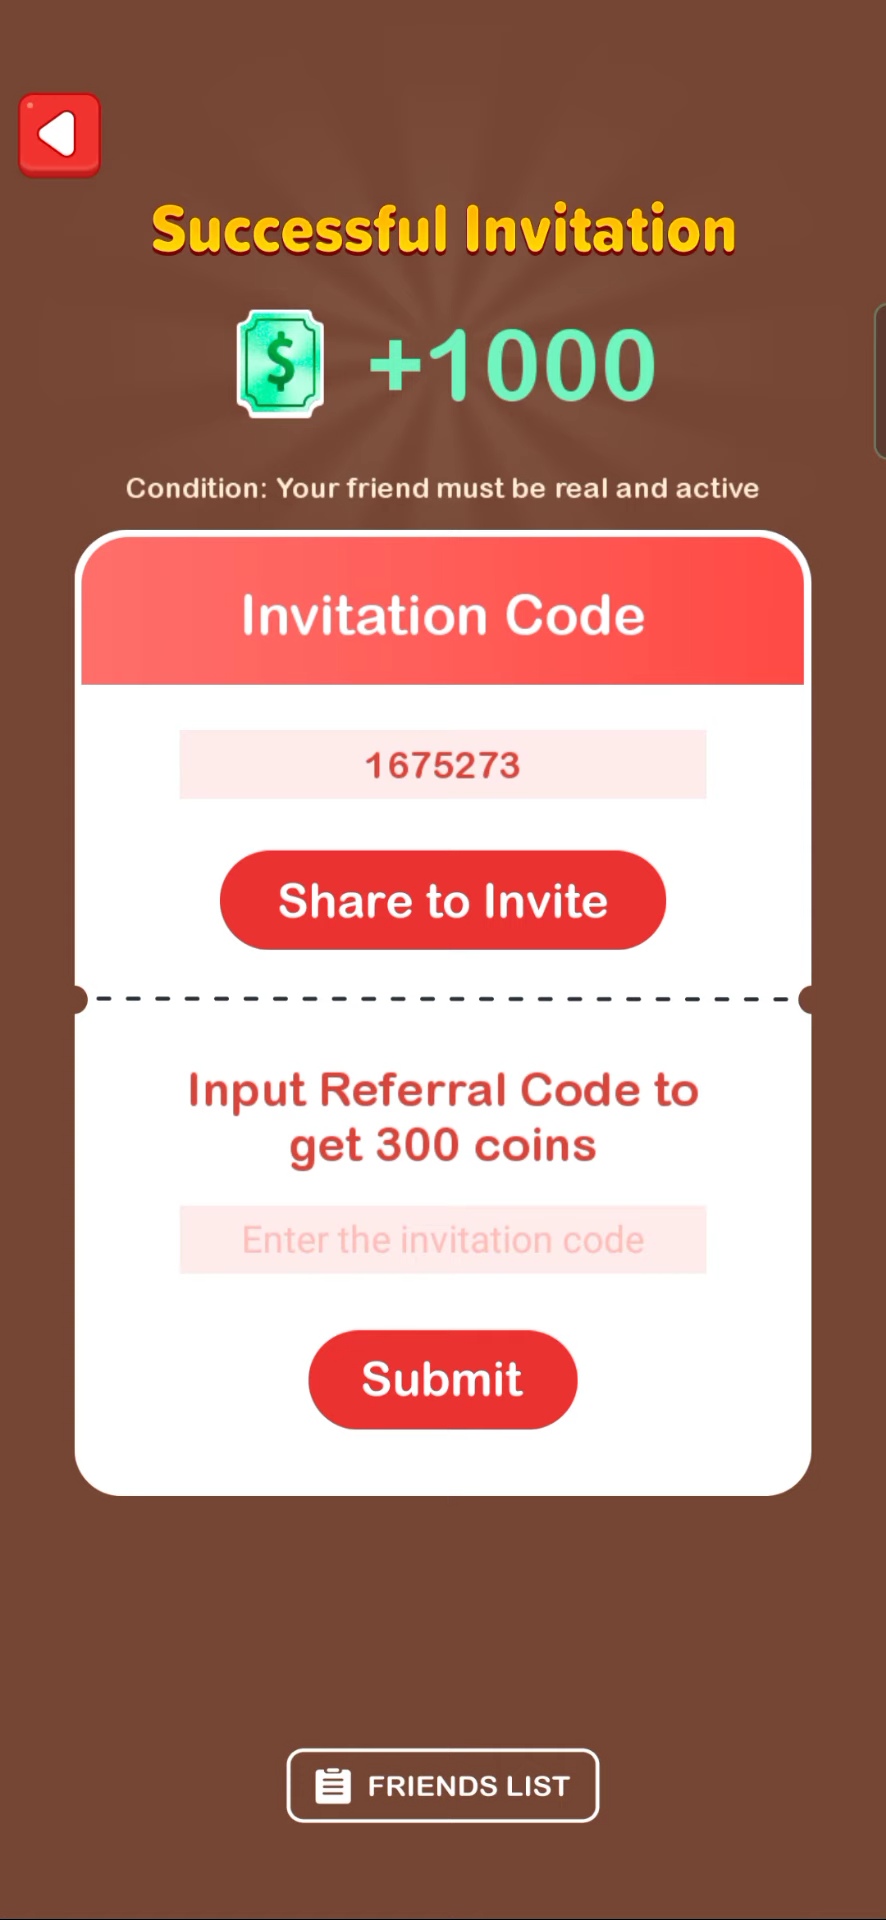 Successful Invitation
$ +1000
Condition: Your friend must be real and active
Invitation Code
1675273
Share to Invite
Input Referral Code to
get 300 coins
Enter the invitation code
Submit
FRIENDS LIST